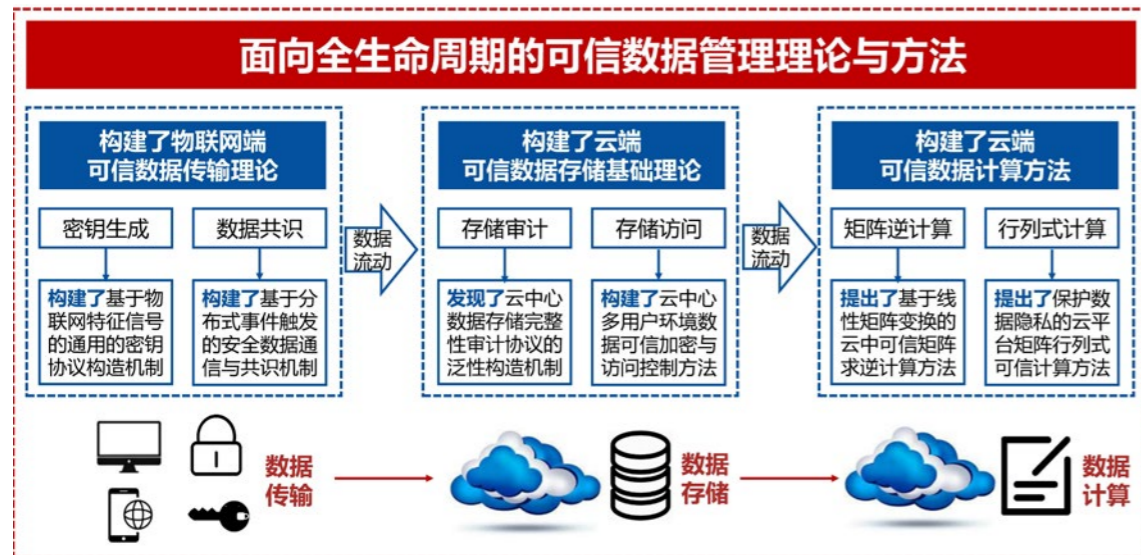 面向全生命周期的可信数据管理理论与方法
构建了物联网端
可信数据传输理论
密钥生成
数据共识
构建了基于物
联网特征信号
的通用的密钥
协议构造机制
构建了基于分
布式事件触发
的安全数据通
信与共识机制
数据
流动
构建了云端
可信数据存储基础理论
存储审计
存储访问
发现了云中心
数据存储完整
性审计协议的
泛性构造机制
构建了云中心
多用户环境数
据可信加密与
访问控制方法
数据
流动
构建了云端
可信数据计算方法
矩阵逆计算
行列式计算
提出了基于线
性矩阵变换的
云中可信矩阵
求逆计算方法
提出了保护数
据隐私的云平
台矩阵行列式
可信计算方法
数据
传输
数据
存储
数据
计算